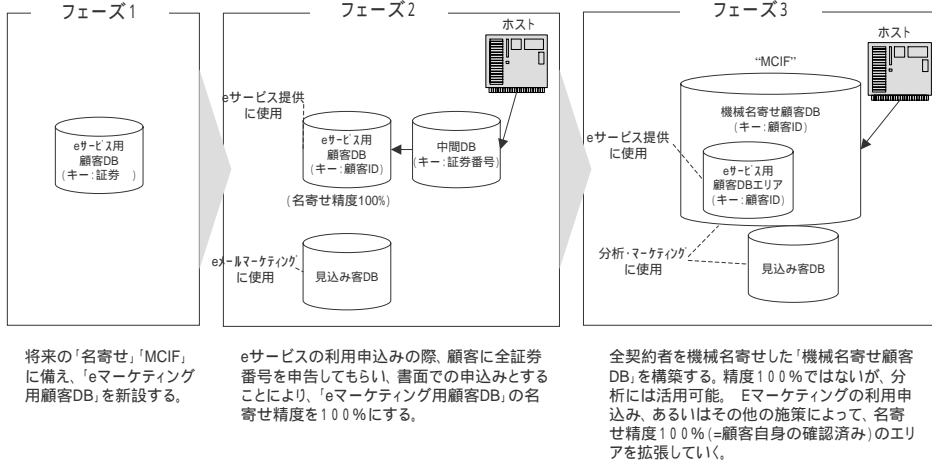 フェーズ1
eサービス用
顧客DB
(キー:証券　)
将来の「名寄せ」「MCIF」
に備え、「eマーケティング
用顧客DB」を新設する。
フェーズ2
ホスト
eサービス提供
に使用
eサービス用
顧客DB
(キー:顧客ID)
中間DB
(キー:証券番号)
(名寄せ精度100%)
eメールマーケティング
に使用
見込み客DB
eサービスの利用申込みの際、顧客に全証券
番号を申告してもらい、書面での申込みとする
ことにより、「eマーケティング用顧客DB」の名
寄せ精度を100%にする。
フェーズ3
ホスト
“MCIF”
機械名寄せ顧客DB
(キー:顧客ID)
eサービス提供
に使用
eサービス用
顧客DBエリア
(キー:顧客ID)
分析・マーケティング
に使用
見込み客DB
全契約者を機械名寄せした「機械名寄せ顧客
DB」を構築する。精度100%ではないが、分
析には活用可能。 Eマーケティングの利用申
込み、あるいはその他の施策によって、名寄
せ精度100%(=顧客自身の確認済み)のエリ
アを拡張していく。